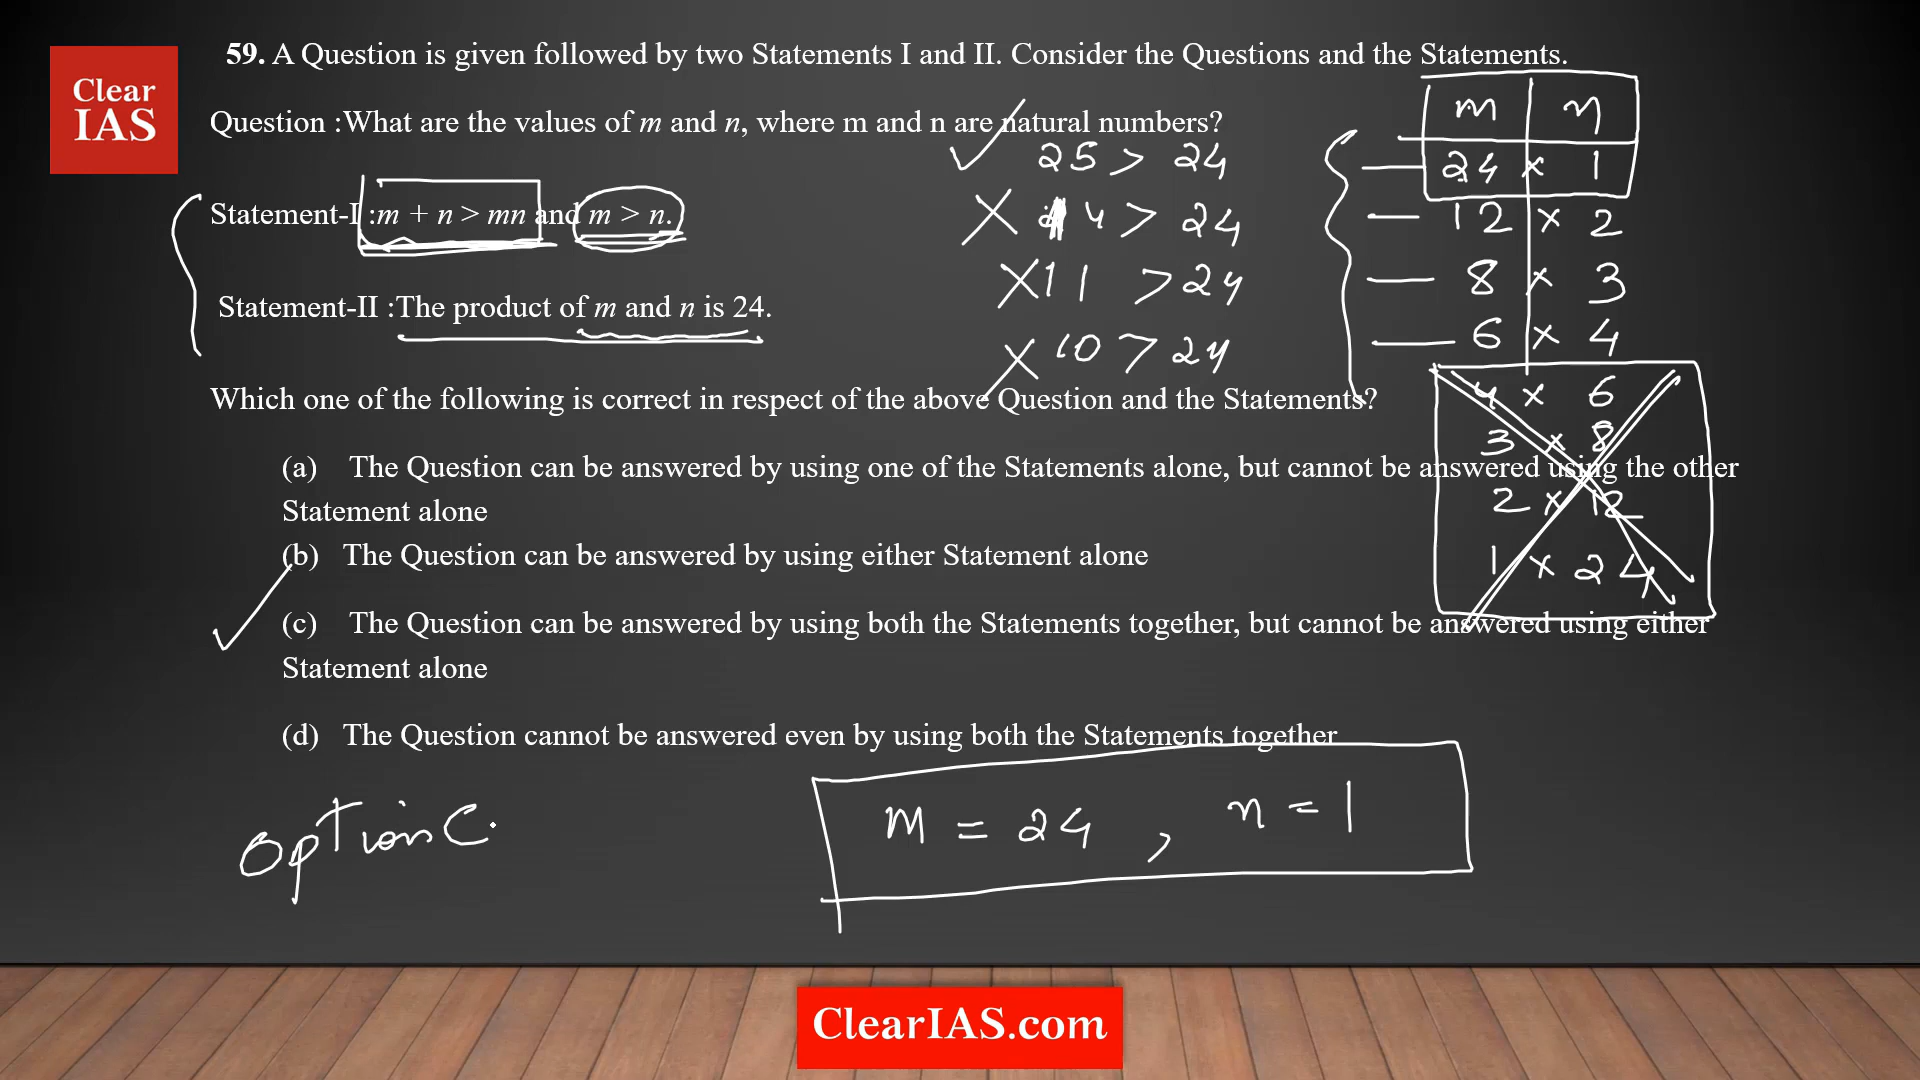 Clear
IAS
59. A Question is given followed by two Statements I and II. Consider the Questions and the Statements.
Question :What are the values of m and n, where m and n are natural numbers?
Statement-I :m + n > mn and m > n.
Statement-II :The product of m and n is 24.
25 > 24
14 > 24
11 > 24
10 > 24
m n
24 × 1
12 × 2
8 × 3
6 × 4
4 × 6
3 × 8
2 × 12
1 × 24
Which one of the following is correct in respect of the above Question and the Statements?
(a) The Question can be answered by using one of the Statements alone, but cannot be answered using the other
Statement alone
(b) The Question can be answered by using either Statement alone
(c) The Question can be answered by using both the Statements together, but cannot be answered using either
Statement alone
(d) The Question cannot be answered even by using both the Statements together
option C.
m = 24 , n = 1
ClearIAS.com